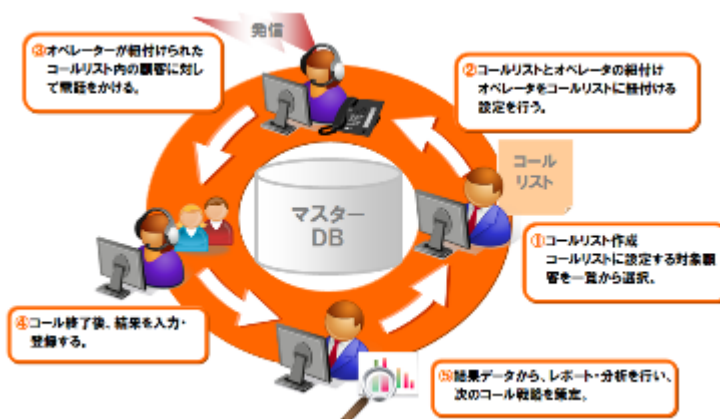 発信
③オペレーターが紐付けられた
コールリスト内の顧客に対し
て電話をかける。
②コールリストとオペレータの紐付け
オペレータをコールリストに紐付ける
設定を行う。
コール
リスト
マスター
DB
①コールリスト作成
コールリストに設定する対象顧
客を一覧から選択。
④コール終了後、結果を入力・
登録する。
⑤結果データから、レポート・分析を行い、
次のコール戦略を策定。